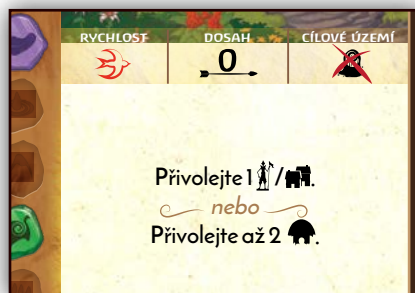 RYCHLOST DOSAH CÍLOVÉ ÚZEMÍ
0
Přivolejte 1 / .
nebo
Přivolejte až 2 .